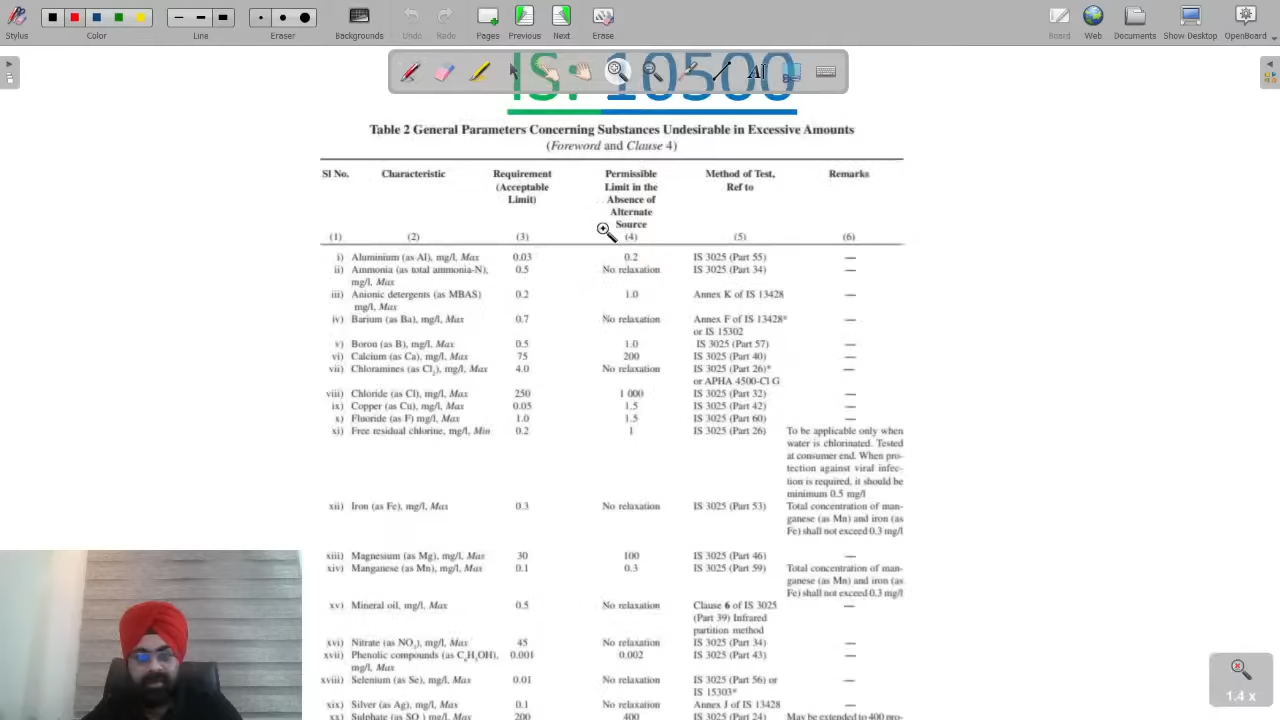 Stylus Color Line Eraser Backgrounds Undo Redo Pages Previous Next Erase Board Web Documents Show Desktop OpenBoard
IS: 10500
Table 2 General Parameters Concerning Substances Undesirable in Excessive Amounts
(Foreword and Clause 4)
Sl No. Characteristic Requirement (Acceptable Limit) Permissible Limit in the Absence of Alternate Source Method of Test, Ref to Remarks
(1) (2) (3) (4) (5) (6)
i) Aluminium (as Al), mg/l, Max 0.03 0.2 IS 3025 (Part 55) —
ii) Ammonia (as total ammonia-N), 0.5 No relaxation IS 3025 (Part 34) —
mg/l, Max
iii) Anionic detergents (as MBAS) 0.2 1.0 Annex K of IS 13428 —
mg/l, Max
iv) Barium (as Ba), mg/l, Max 0.7 No relaxation Annex F of IS 13428* —
or IS 15302
v) Boron (as B), mg/l, Max 0.5 1.0 IS 3025 (Part 57) —
vi) Calcium (as Ca), mg/l, Max 75 200 IS 3025 (Part 40) —
vii) Chloramines (as Cl2), mg/l, Max 4.0 No relaxation IS 3025 (Part 26)* —
or APHA 4500-Cl G
viii) Chloride (as Cl), mg/l, Max 250 1 000 IS 3025 (Part 32) —
ix) Copper (as Cu), mg/l, Max 0.05 1.5 IS 3025 (Part 42) —
x) Fluoride (as F) mg/l, Max 1.0 1.5 IS 3025 (Part 60) —
xi) Free residual chlorine, mg/l, Min 0.2 1 IS 3025 (Part 26) To be applicable only when
water is chlorinated. Tested
at consumer end. When pro-
tection against viral infec-
tion is required, it should be
minimum 0.5 mg/l
xii) Iron (as Fe), mg/l, Max 0.3 No relaxation IS 3025 (Part 53) Total concentration of man-
ganese (as Mn) and iron (as
Fe) shall not exceed 0.3 mg/l
xiii) Magnesium (as Mg), mg/l, Max 30 100 IS 3025 (Part 46) —
xiv) Manganese (as Mn), mg/l, Max 0.1 0.3 IS 3025 (Part 59) Total concentration of man-
ganese (as Mn) and iron (as
Fe) shall not exceed 0.3 mg/l
xv) Mineral oil, mg/l, Max 0.5 No relaxation Clause 6 of IS 3025 —
(Part 39) Infrared
partition method
xvi) Nitrate (as NO3), mg/l, Max 45 No relaxation IS 3025 (Part 34) —
xvii) Phenolic compounds (as C6H5OH), 0.001 0.002 IS 3025 (Part 43) —
mg/l, Max
xviii) Selenium (as Se), mg/l, Max 0.01 No relaxation IS 3025 (Part 56) or —
IS 15303*
xix) Silver (as Ag), mg/l, Max 0.1 No relaxation Annex J of IS 13428 —
xx) Sulphate (as SO4) mg/l, Max 200 400 IS 3025 (Part 24) May be extended to 400 pro-
1.4 x